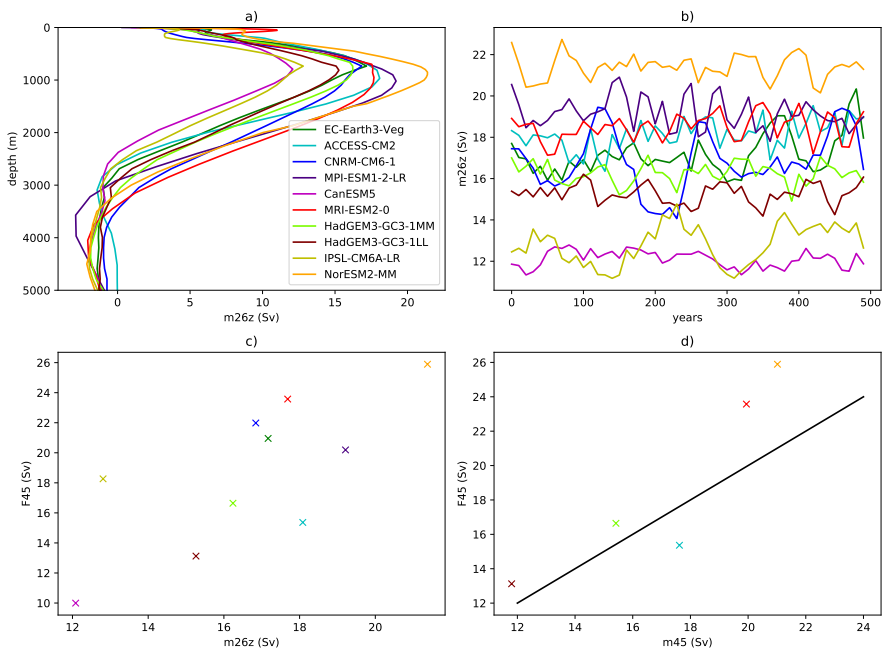 a)
0
1000
2000
3000
4000
5000
depth (m)
0
5
10
15
20
m26z (Sv)
EC-Earth3-Veg
ACCESS-CM2
CNRM-CM6-1
MPI-ESM1-2-LR
CanESM5
MRI-ESM2-0
HadGEM3-GC3-1MM
HadGEM3-GC3-1LL
IPSL-CM6A-LR
NorESM2-MM
b)
22
20
18
16
14
12
m26z (Sv)
0
100
200
300
400
500
years
c)
26
24
22
20
18
16
14
12
10
F45 (Sv)
12
14
16
18
20
m26z (Sv)
d)
26
24
22
20
18
16
14
12
F45 (Sv)
12
14
16
18
20
22
24
m45 (Sv)